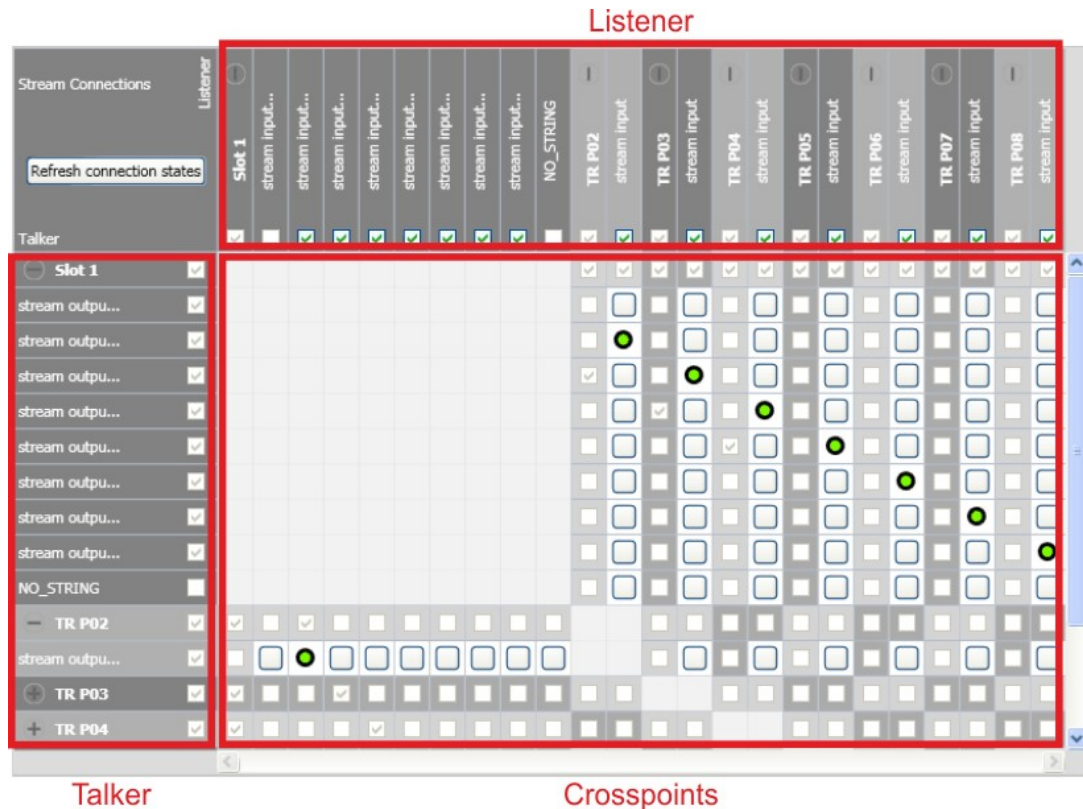 Listener
Stream Connections
Listener
Refresh connection states
Talker
Slot 1
stream input...
stream input...
stream input...
stream input...
stream input...
stream input...
stream input...
stream input...
NO_STRING
TR P02
stream input
TR P03
stream input
TR P04
stream input
TR P05
stream input
TR P06
stream input
TR P07
stream input
TR P08
stream input
Slot 1
stream outpu...
stream outpu...
stream outpu...
stream outpu...
stream outpu...
stream outpu...
stream outpu...
stream outpu...
NO_STRING
TR P02
stream outpu...
TR P03
TR P04
Talker
Crosspoints